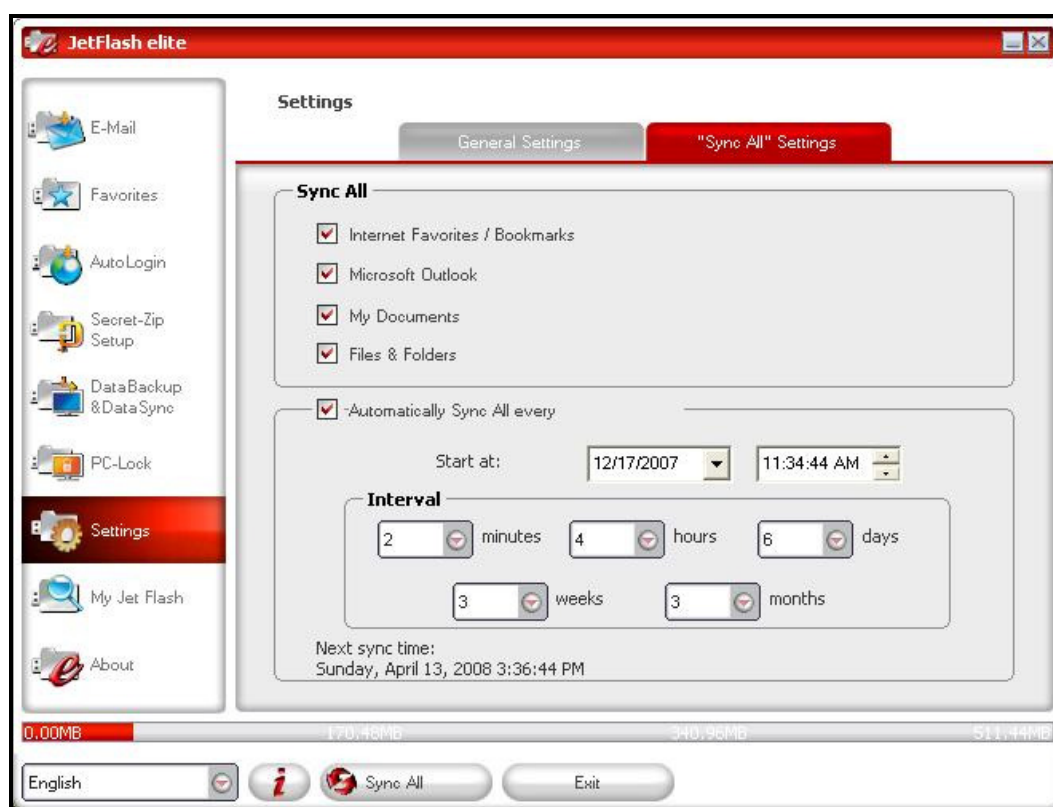 JetFlash elite
E-Mail
Favorites
AutoLogin
Secret-Zip
Setup
DataBackup
&DataSync
PC-Lock
Settings
My Jet Flash
About
Settings
General Settings
"Sync All" Settings
Sync All
Internet Favorites / Bookmarks
Microsoft Outlook
My Documents
Files & Folders
Automatically Sync All every
Start at: 12/17/2007 11:34:44 AM
Interval
2 minutes 4 hours 6 days
3 weeks 3 months
Next sync time:
Sunday, April 13, 2008 3:36:44 PM
0.00MB 170.48MB 340.96MB 511.44MB
English i Sync All Exit